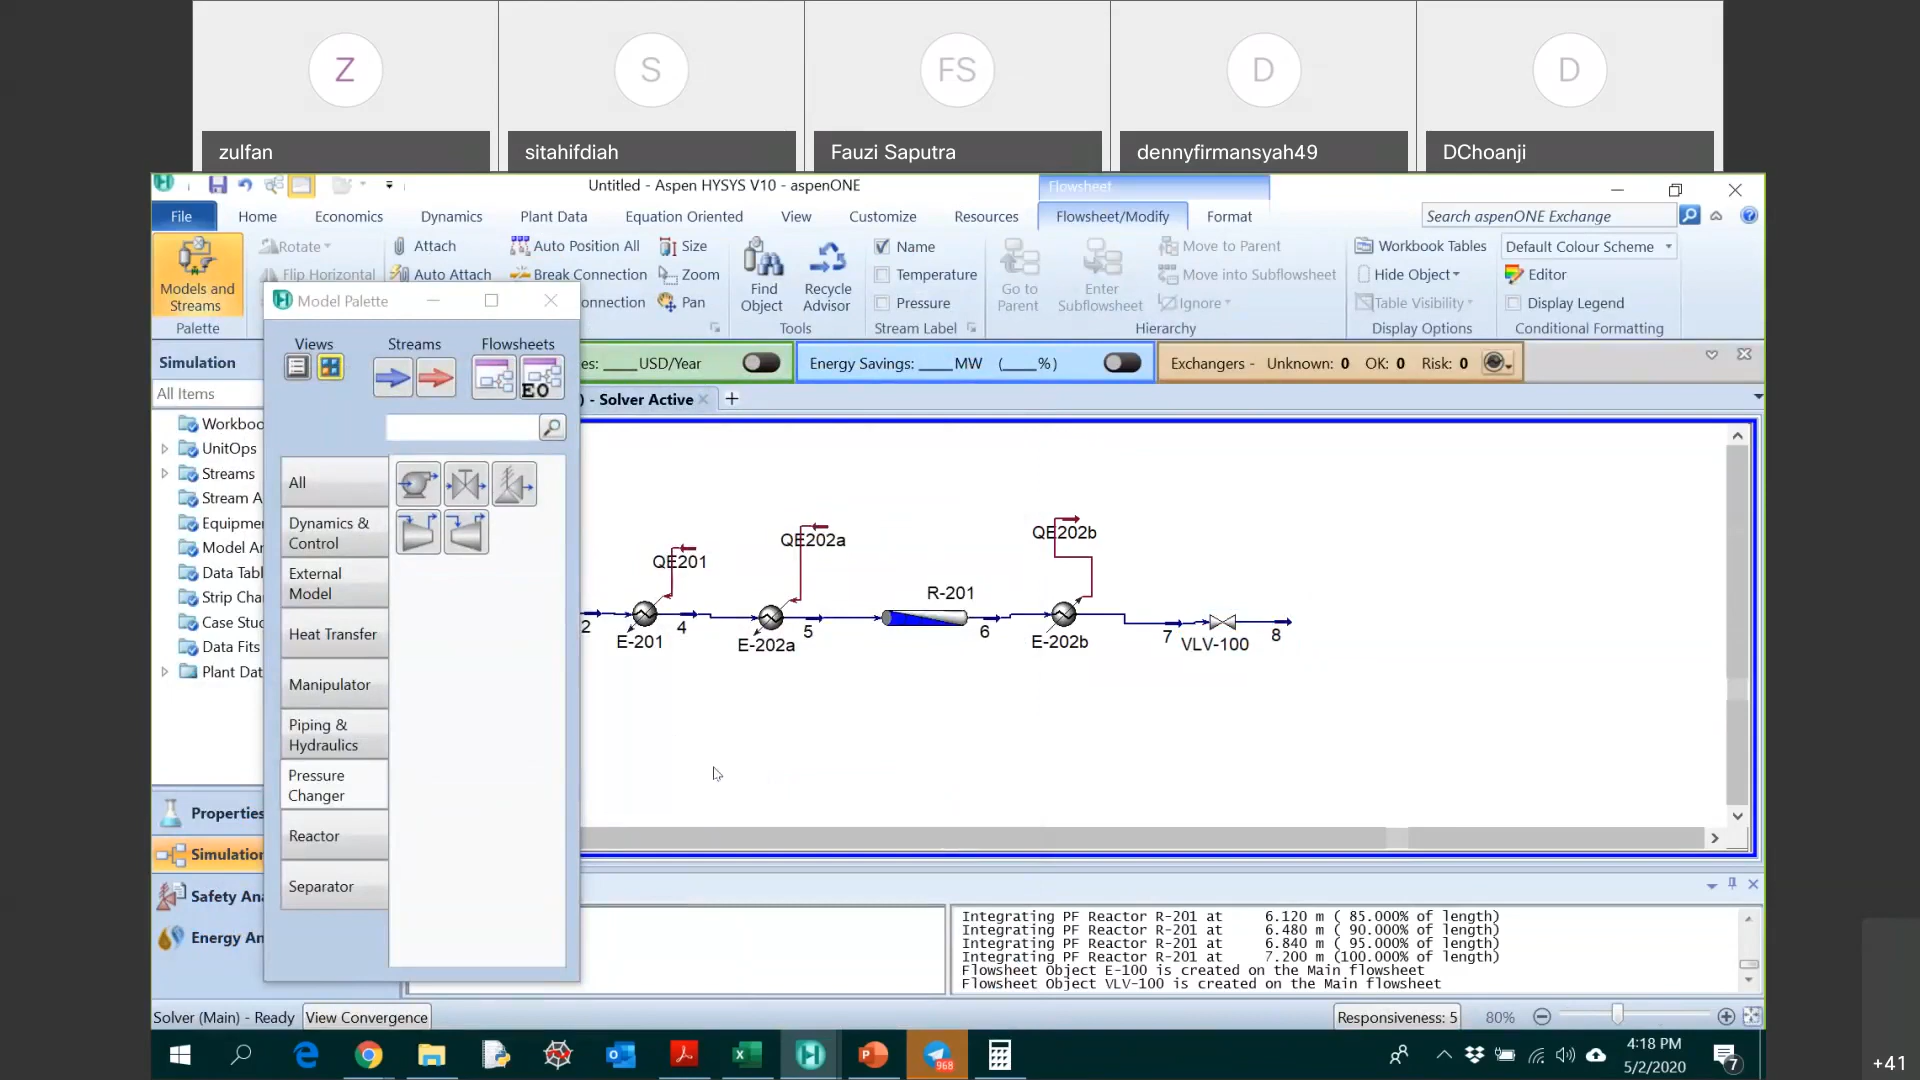 Z
S
FS
D
D
zulfan
sitahifdiah
Fauzi Saputra
dennyfirmansyah49
DChoanji
Untitled - Aspen HYSYS V10 - aspenONE
Flowsheet
File
Home
Economics
Dynamics
Plant Data
Equation Oriented
View
Customize
Resources
Flowsheet/Modify
Format
Search aspenONE Exchange
Models and
Streams
Palette
Rotate
Flip Horizontal
Attach
Auto Attach
Auto Position All
Break Connection
onnection
Size
Zoom
Pan
Find
Object
Recycle
Advisor
Tools
Name
Temperature
Pressure
Stream Label
Go to
Parent
Enter
Subflowsheet
Move to Parent
Move into Subflowsheet
Ignore
Hierarchy
Workbook Tables
Hide Object
Table Visibility
Display Options
Default Colour Scheme
Editor
Display Legend
Conditional Formatting
Model Palette
Views
Streams
Flowsheets
EO
All
Dynamics &
Control
External
Model
Heat Transfer
Manipulator
Piping &
Hydraulics
Pressure
Changer
Reactor
Separator
Simulation
All Items
Workboo
UnitOps
Streams
Stream A
Equipme
Model An
Data Tabl
Strip Cha
Case Stud
Data Fits
Plant Dat
Properties
Simulation
Safety Ana
Energy An
es: ____USD/Year
Energy Savings: ____MW (____%)
Exchangers - Unknown: 0 OK: 0 Risk: 0
) - Solver Active
QE201
QE202a
QE202b
R-201
2
E-201
4
E-202a
5
6
E-202b
7
VLV-100
8
Integrating PF Reactor R-201 at 6.120 m ( 85.000% of length)
Integrating PF Reactor R-201 at 6.480 m ( 90.000% of length)
Integrating PF Reactor R-201 at 6.840 m ( 95.000% of length)
Integrating PF Reactor R-201 at 7.200 m (100.000% of length)
Flowsheet Object E-100 is created on the Main flowsheet
Flowsheet Object VLV-100 is created on the Main flowsheet
Solver (Main) - Ready
View Convergence
Responsiveness: 5
80%
968
4:18 PM
5/2/2020
7
+41